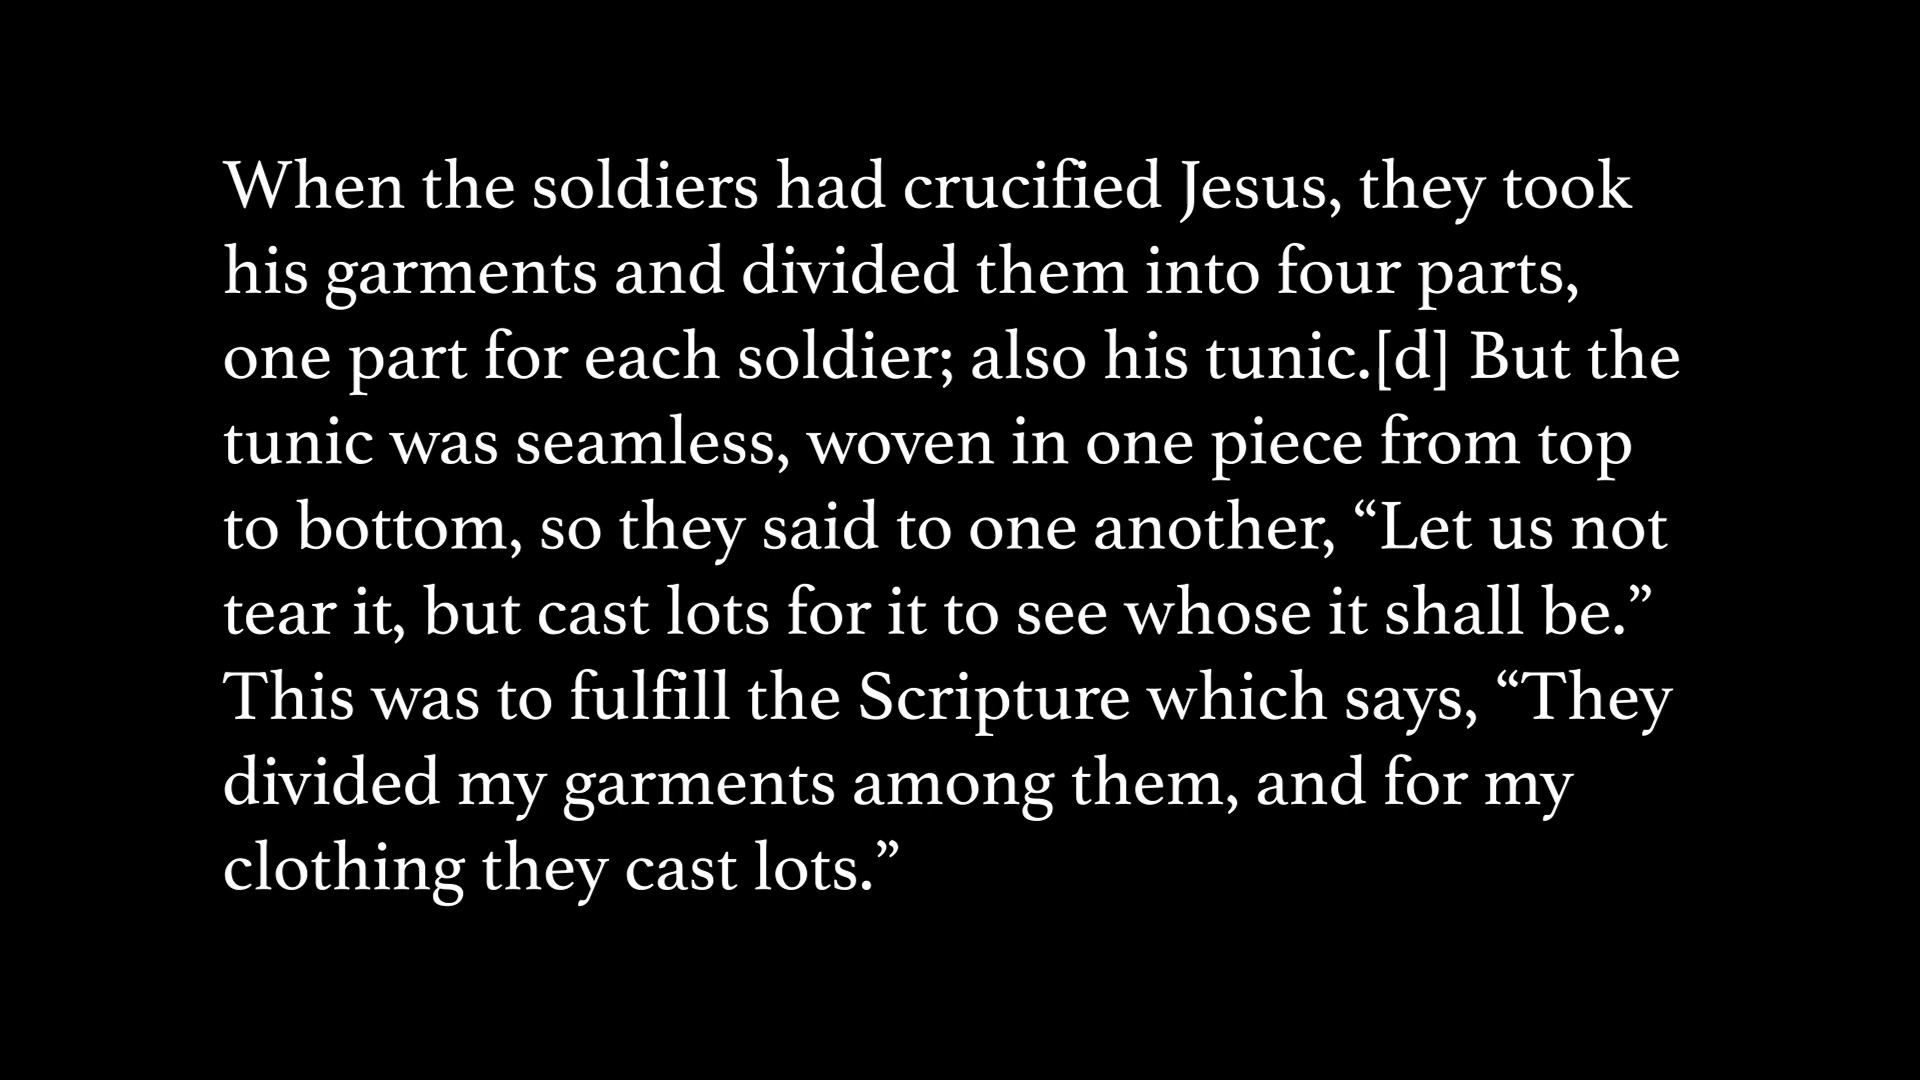 When the soldiers had crucified Jesus, they took
his garments and divided them into four parts,
one part for each soldier; also his tunic.[d] But the
tunic was seamless, woven in one piece from top
to bottom, so they said to one another, “Let us not
tear it, but cast lots for it to see whose it shall be.”
This was to fulfill the Scripture which says, “They
divided my garments among them, and for my
clothing they cast lots.”